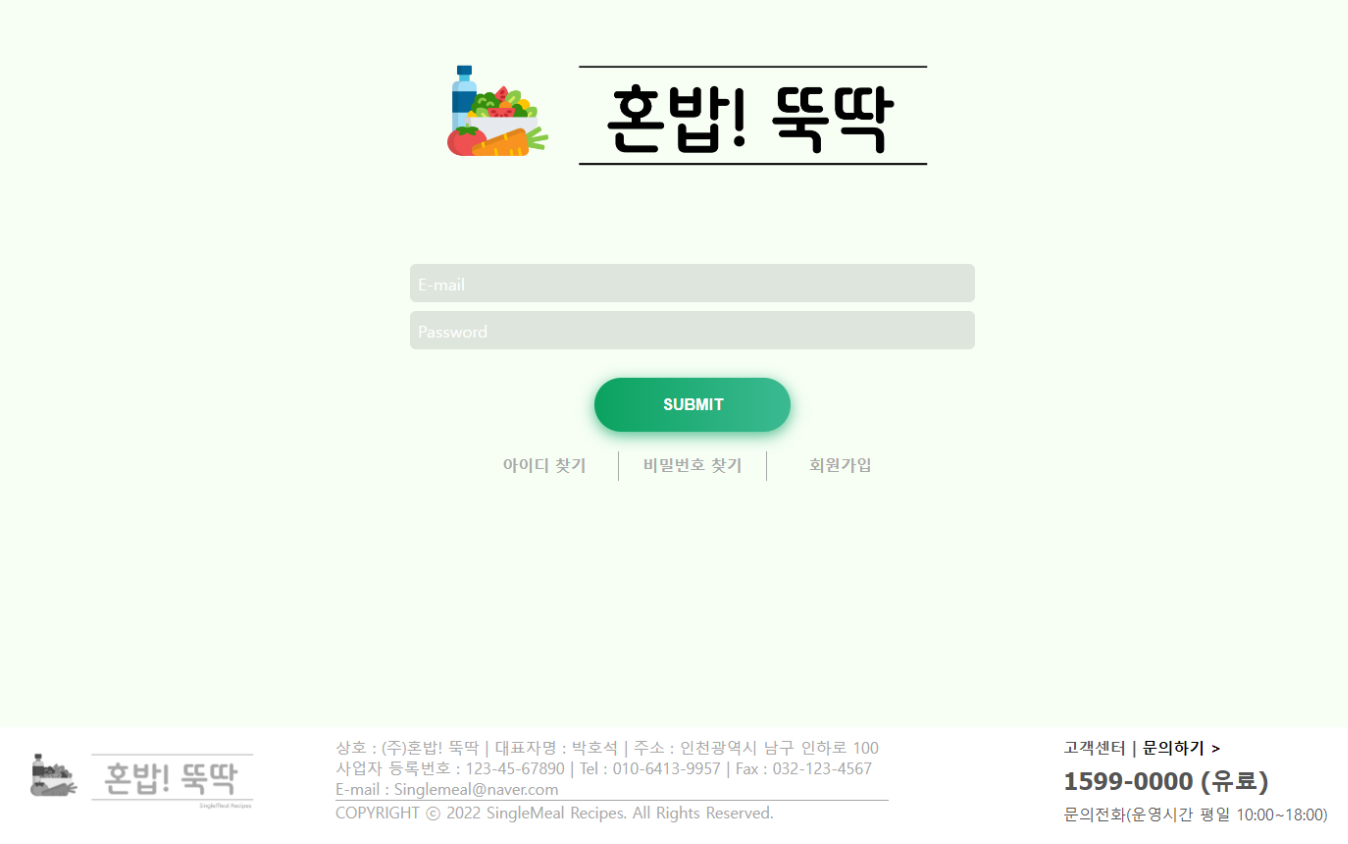 혼밥! 뚝딱
E-mail
Password
SUBMIT
아이디 찾기
비밀번호 찾기
회원가입
혼밥! 뚝딱
SingleMeal Recipes
상호 : (주)혼밥! 뚝딱 | 대표자명 : 박호석 | 주소 : 인천광역시 남구 인하로 100
사업자 등록번호 : 123-45-67890 | Tel : 010-6413-9957 | Fax : 032-123-4567
E-mail : Singlemeal@naver.com
COPYRIGHT ⓒ 2022 SingleMeal Recipes. All Rights Reserved.
고객센터 | 문의하기 >
1599-0000 (유료)
문의전화(운영시간 평일 10:00~18:00)